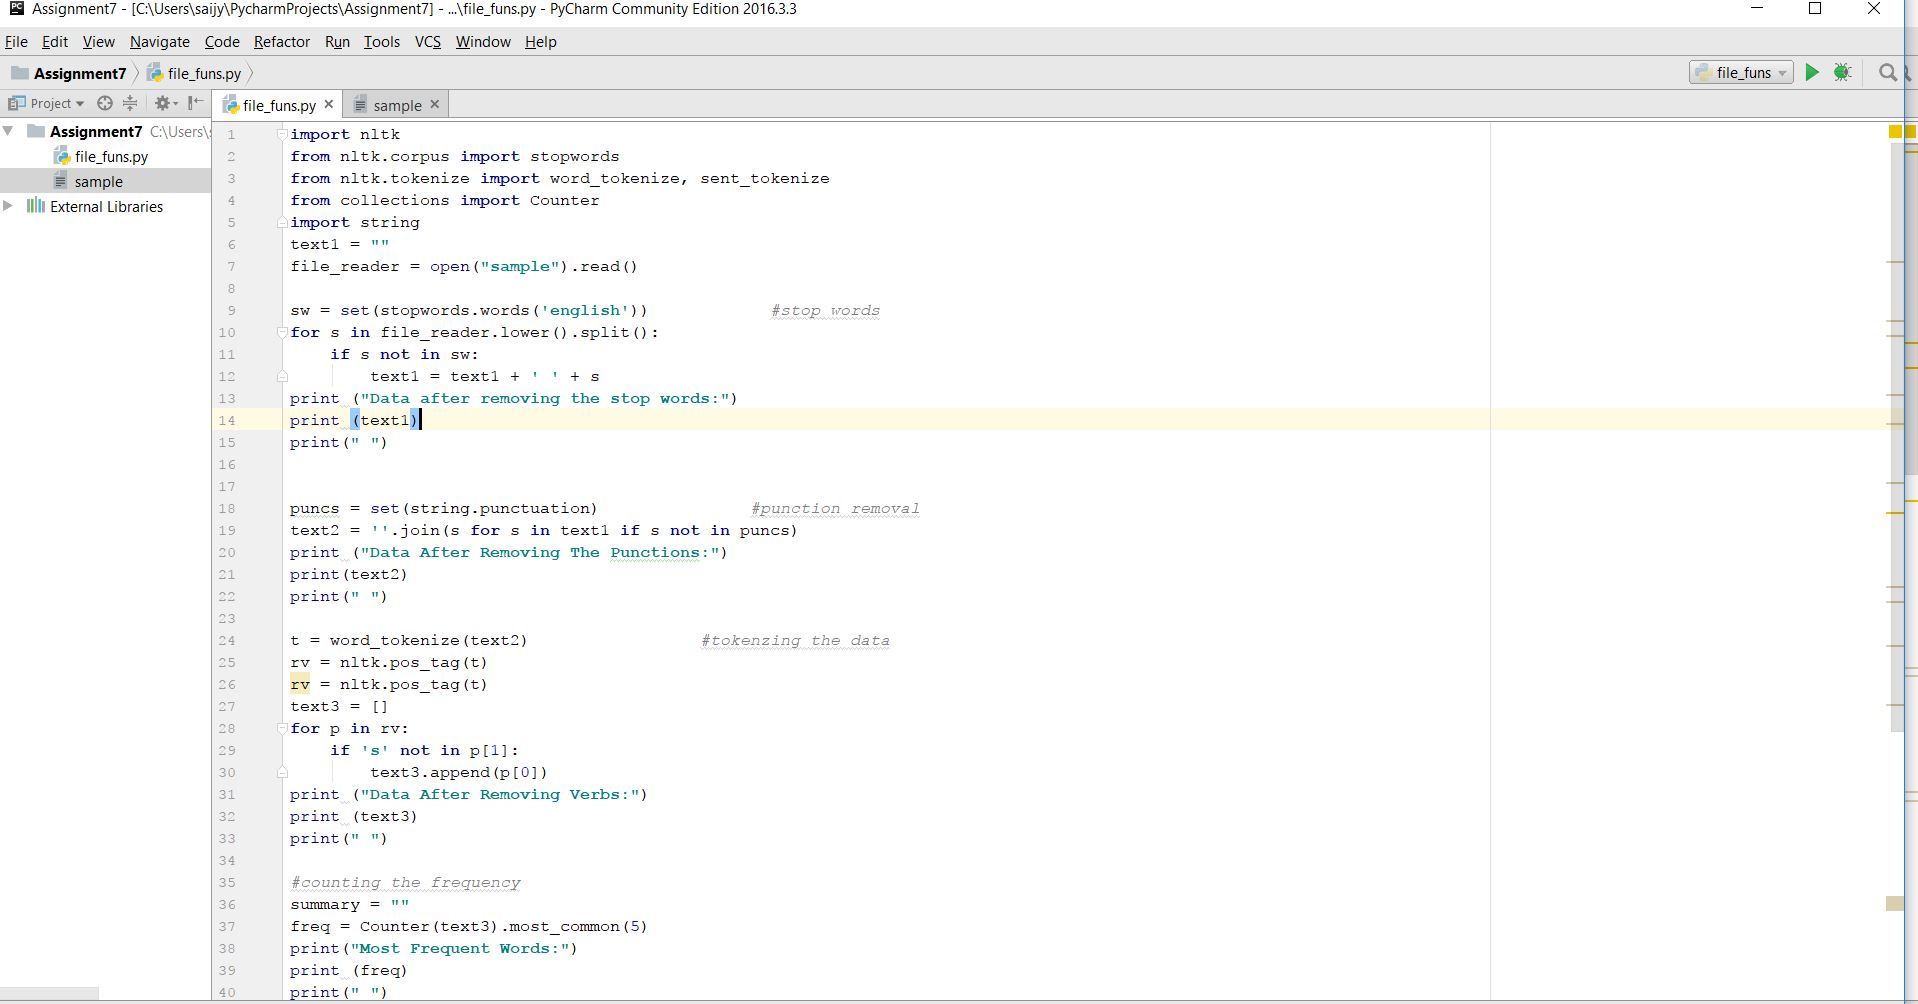 Assignment7 - [C:\Users\saijy\PycharmProjects\Assignment7] - ...\file_funs.py - PyCharm Community Edition 2016.3.3
File Edit View Navigate Code Refactor Run Tools VCS Window Help
Assignment7 file_funs.py file_funs
Project file_funs.py sample
Assignment7 C:\Users\
file_funs.py
sample
External Libraries
1 import nltk
2 from nltk.corpus import stopwords
3 from nltk.tokenize import word_tokenize, sent_tokenize
4 from collections import Counter
5 import string
6 text1 = ""
7 file_reader = open("sample").read()
8
9 sw = set(stopwords.words('english')) #stop words
10 for s in file_reader.lower().split():
11 if s not in sw:
12 text1 = text1 + ' ' + s
13 print ("Data after removing the stop words:")
14 print (text1)
15 print(" ")
16
17
18 puncs = set(string.punctuation) #punction removal
19 text2 = ''.join(s for s in text1 if s not in puncs)
20 print ("Data After Removing The Punctions:")
21 print(text2)
22 print(" ")
23
24 t = word_tokenize(text2) #tokenzing the data
25 rv = nltk.pos_tag(t)
26 rv = nltk.pos_tag(t)
27 text3 = []
28 for p in rv:
29 if 's' not in p[1]:
30 text3.append(p[0])
31 print ("Data After Removing Verbs:")
32 print (text3)
33 print(" ")
34
35 #counting the frequency
36 summary = ""
37 freq = Counter(text3).most_common(5)
38 print("Most Frequent Words:")
39 print (freq)
40 print(" ")